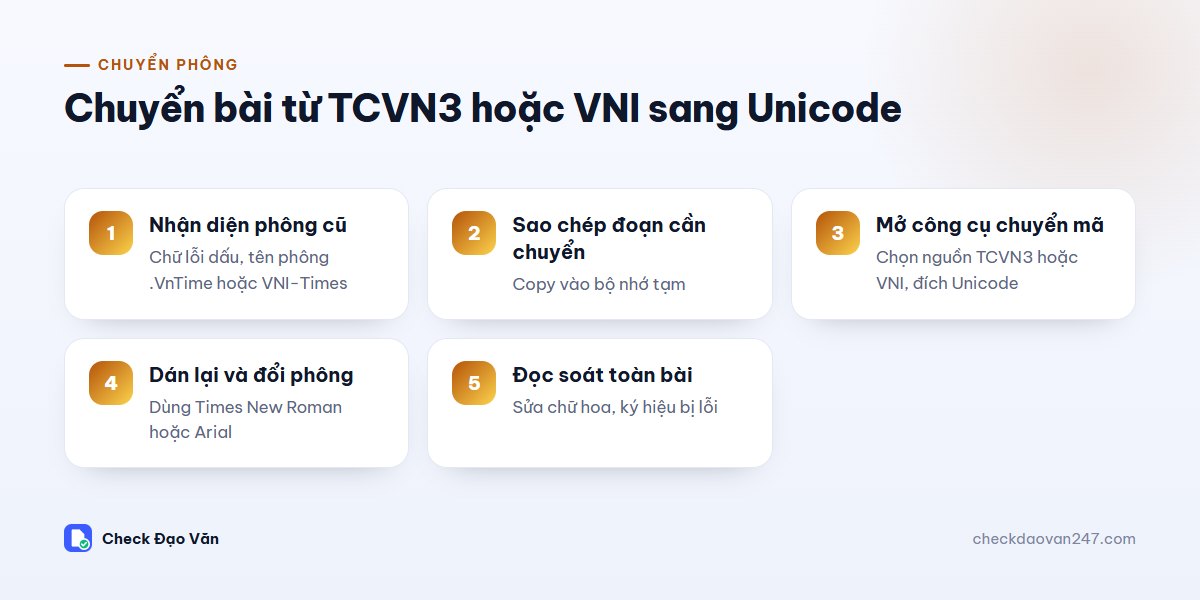 CHUYỂN PHÔNG
Chuyển bài từ TCVN3 hoặc VNI sang Unicode
1
Nhận diện phông cũ
Chữ lỗi dấu, tên phông
.VnTime hoặc VNI-Times
2
Sao chép đoạn cần
chuyển
Copy vào bộ nhớ tạm
3
Mở công cụ chuyển mã
Chọn nguồn TCVN3 hoặc
VNI, đích Unicode
4
Dán lại và đổi phông
Dùng Times New Roman
hoặc Arial
5
Đọc soát toàn bài
Sửa chữ hoa, ký hiệu bị lỗi
Check Đạo Văn
checkdaovan247.com